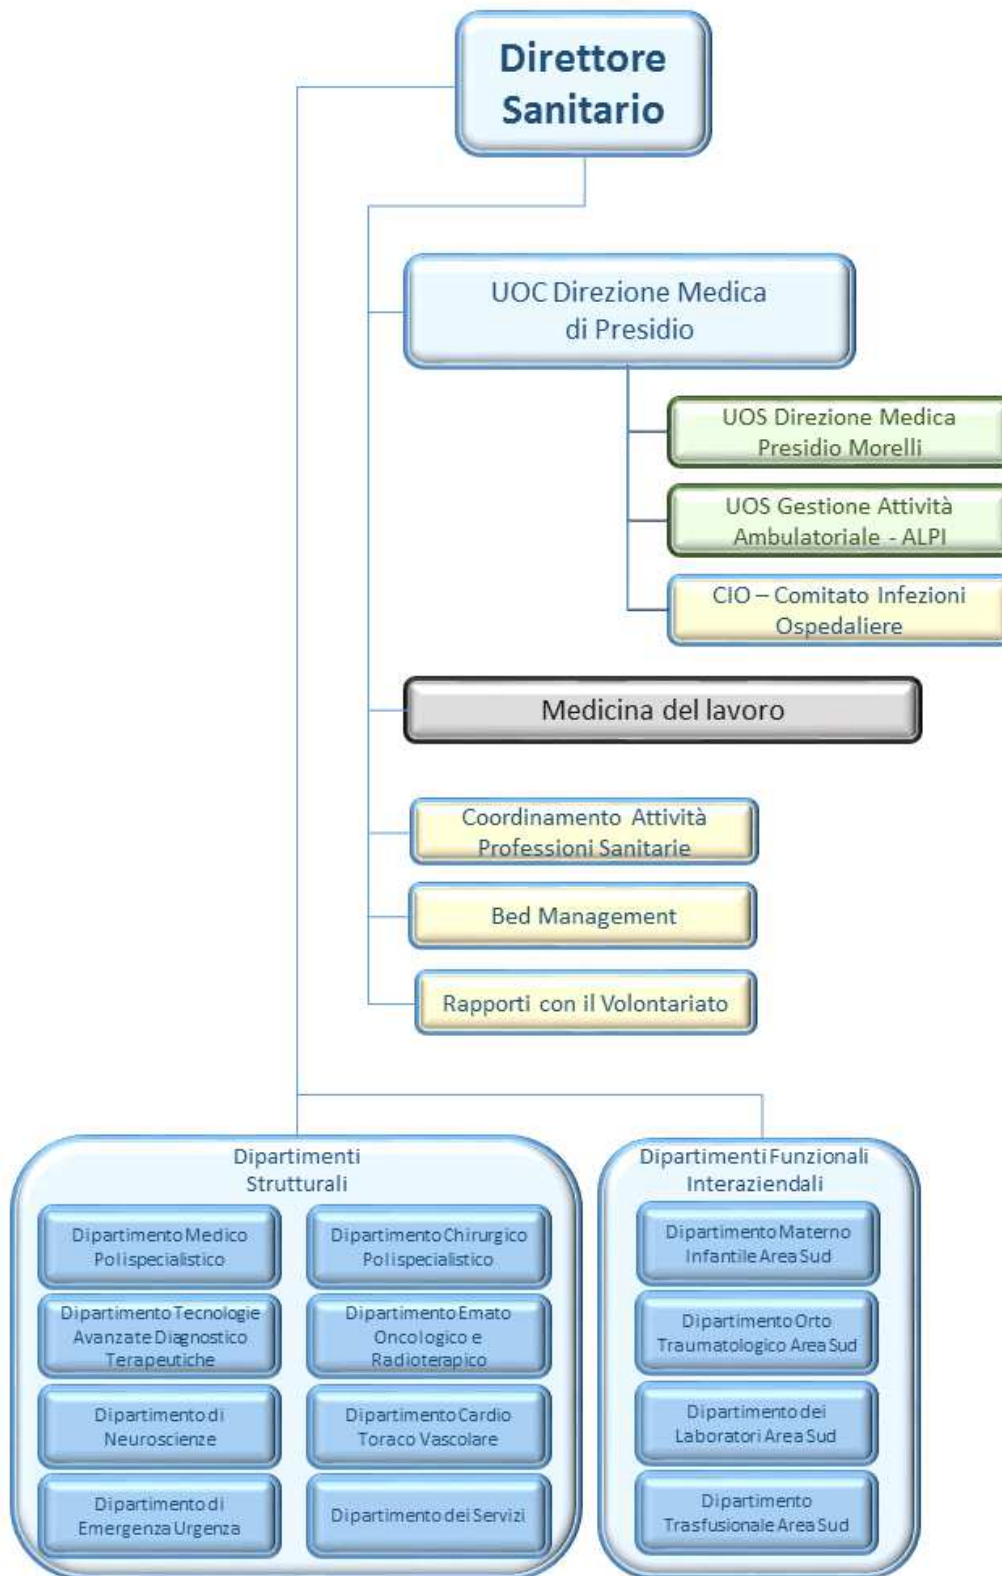 Direttore
Sanitario
UOC Direzione Medica
di Presidio
UOS Direzione Medica
Presidio Morelli
UOS Gestione Attività
Ambulatoriale - ALPI
CIO – Comitato Infezioni
Ospedaliere
Medicina del lavoro
Coordinamento Attività
Professioni Sanitarie
Bed Management
Rapporti con il Volontariato
Dipartimenti
Strutturali
Dipartimento Medico
Polispecialistico
Dipartimento Chirurgico
Polispecialistico
Dipartimento Tecnologie
Avanzate Diagnostico
Terapeutiche
Dipartimento Emato
Oncologico e
Radioterapico
Dipartimento di
Neuroscienze
Dipartimento Cardio
Toraco Vascolare
Dipartimento di
Emergenza Urgenza
Dipartimento dei Servizi
Dipartimenti Funzionali
Interaziendali
Dipartimento Materno
Infantile Area Sud
Dipartimento Orto
Traumatologico Area Sud
Dipartimento dei
Laboratori Area Sud
Dipartimento
Trasfusionale Area Sud